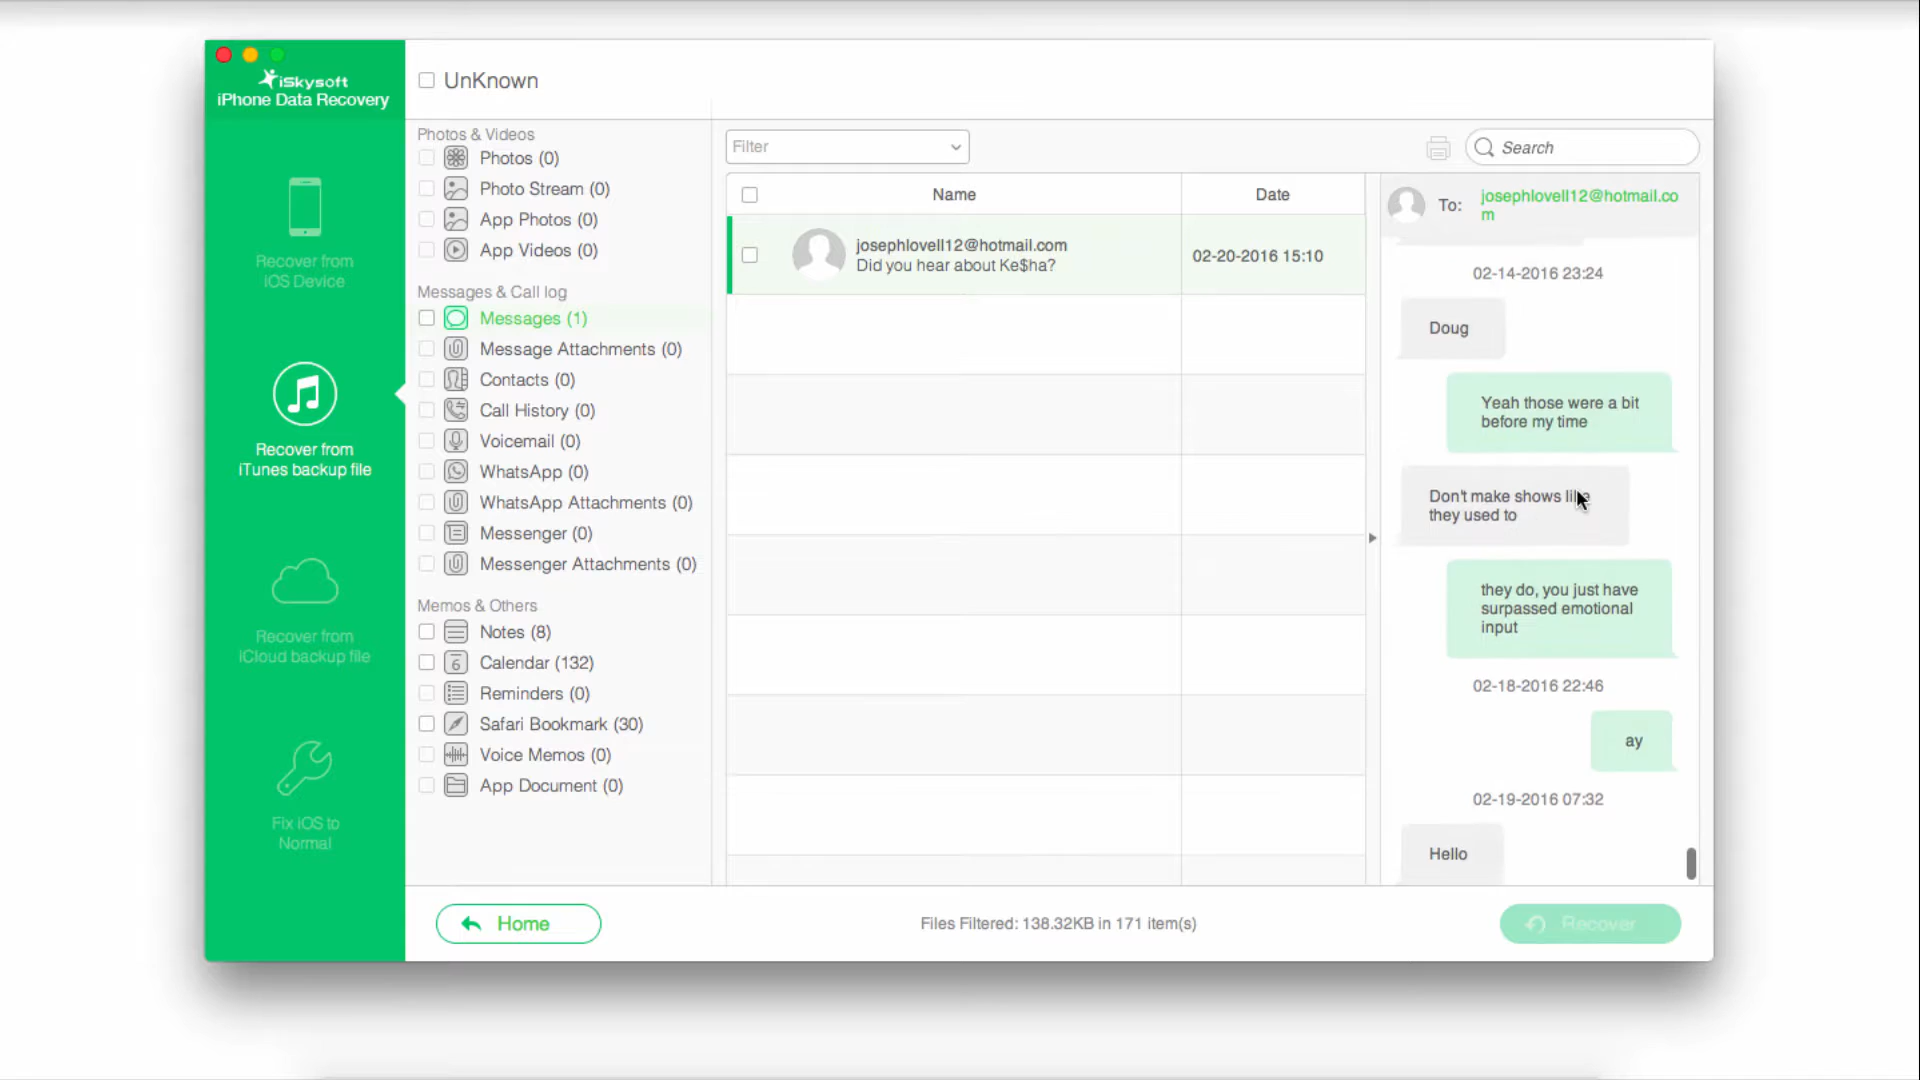 iSkysoft
iPhone Data Recovery
Recover from
iOS Device
Recover from
iTunes backup file
Recover from
iCloud backup file
Fix iOS to
Normal
UnKnown
Photos & Videos
Photos (0)
Photo Stream (0)
App Photos (0)
App Videos (0)
Messages & Call log
Messages (1)
Message Attachments (0)
Contacts (0)
Call History (0)
Voicemail (0)
WhatsApp (0)
WhatsApp Attachments (0)
Messenger (0)
Messenger Attachments (0)
Memos & Others
Notes (8)
6
Calendar (132)
Reminders (0)
Safari Bookmark (30)
Voice Memos (0)
App Document (0)
Filter
Search
Name Date
josephlovell12@hotmail.com
Did you hear about Ke$ha?
02-20-2016 15:10
To: josephlovell12@hotmail.co
m
02-14-2016 23:24
Doug
Yeah those were a bit
before my time
Don't make shows like
they used to
they do, you just have
surpassed emotional
input
02-18-2016 22:46
ay
02-19-2016 07:32
Hello
Home
Files Filtered: 138.32KB in 171 item(s)
Recover